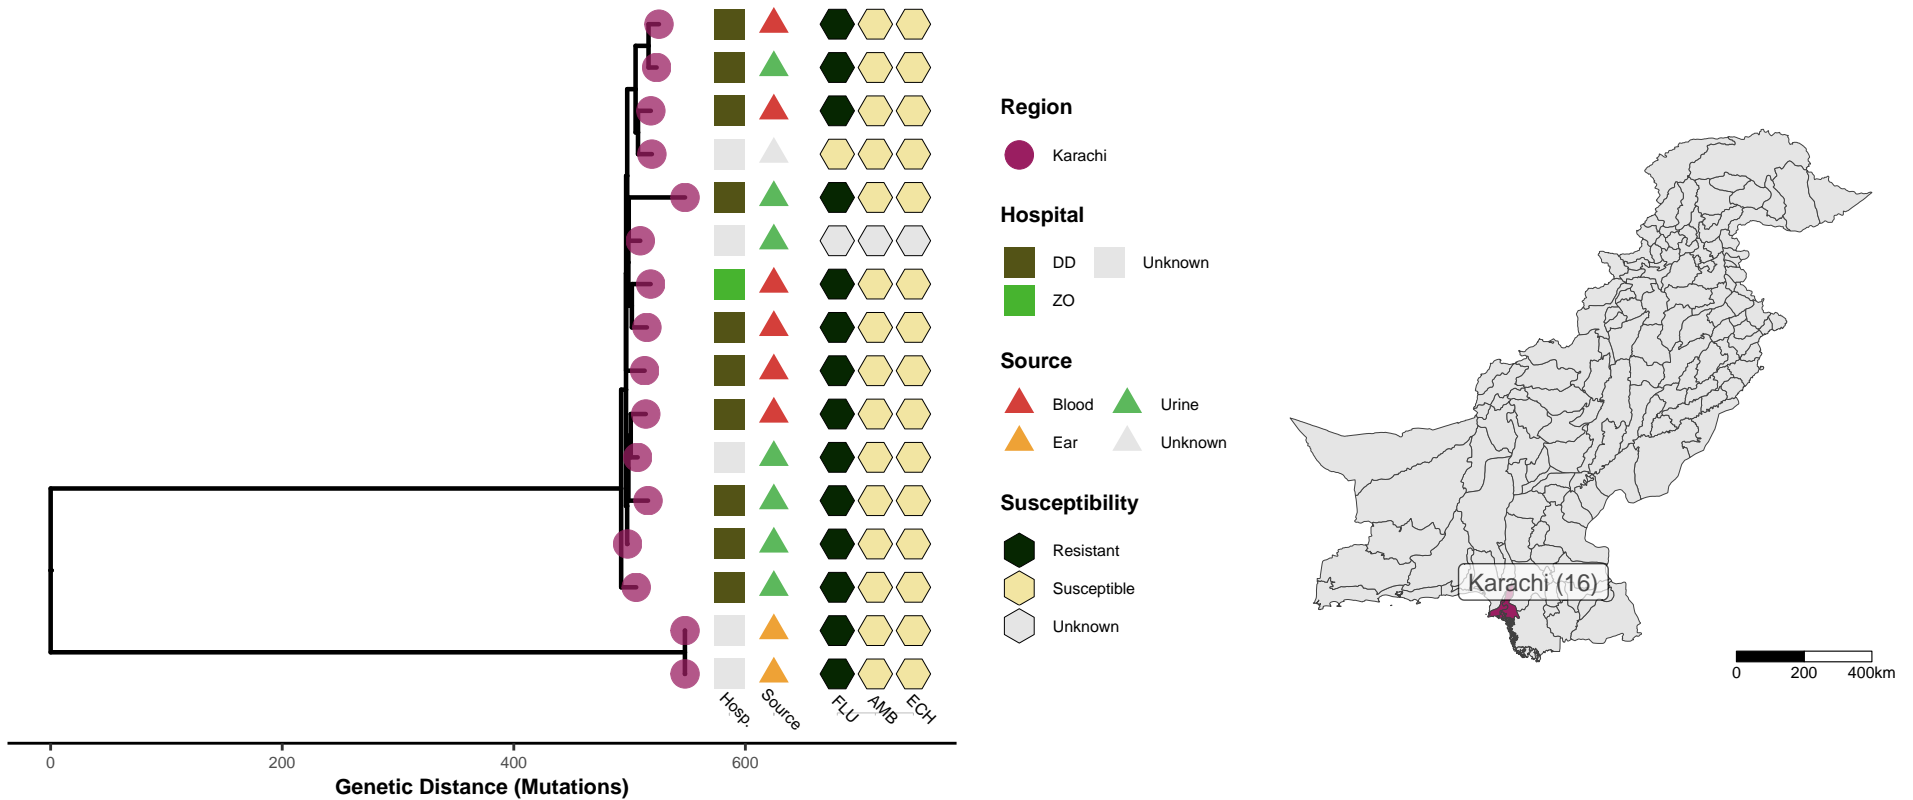 Hosp.
Source
FLU
AMB
ECH
0
200
400
600
Genetic Distance (Mutations)
Region
Karachi
Hospital
DD
Unknown
ZO
Source
Blood
Urine
Ear
Unknown
Susceptibility
Resistant
Susceptible
Unknown
Karachi (16)
0
200
400km